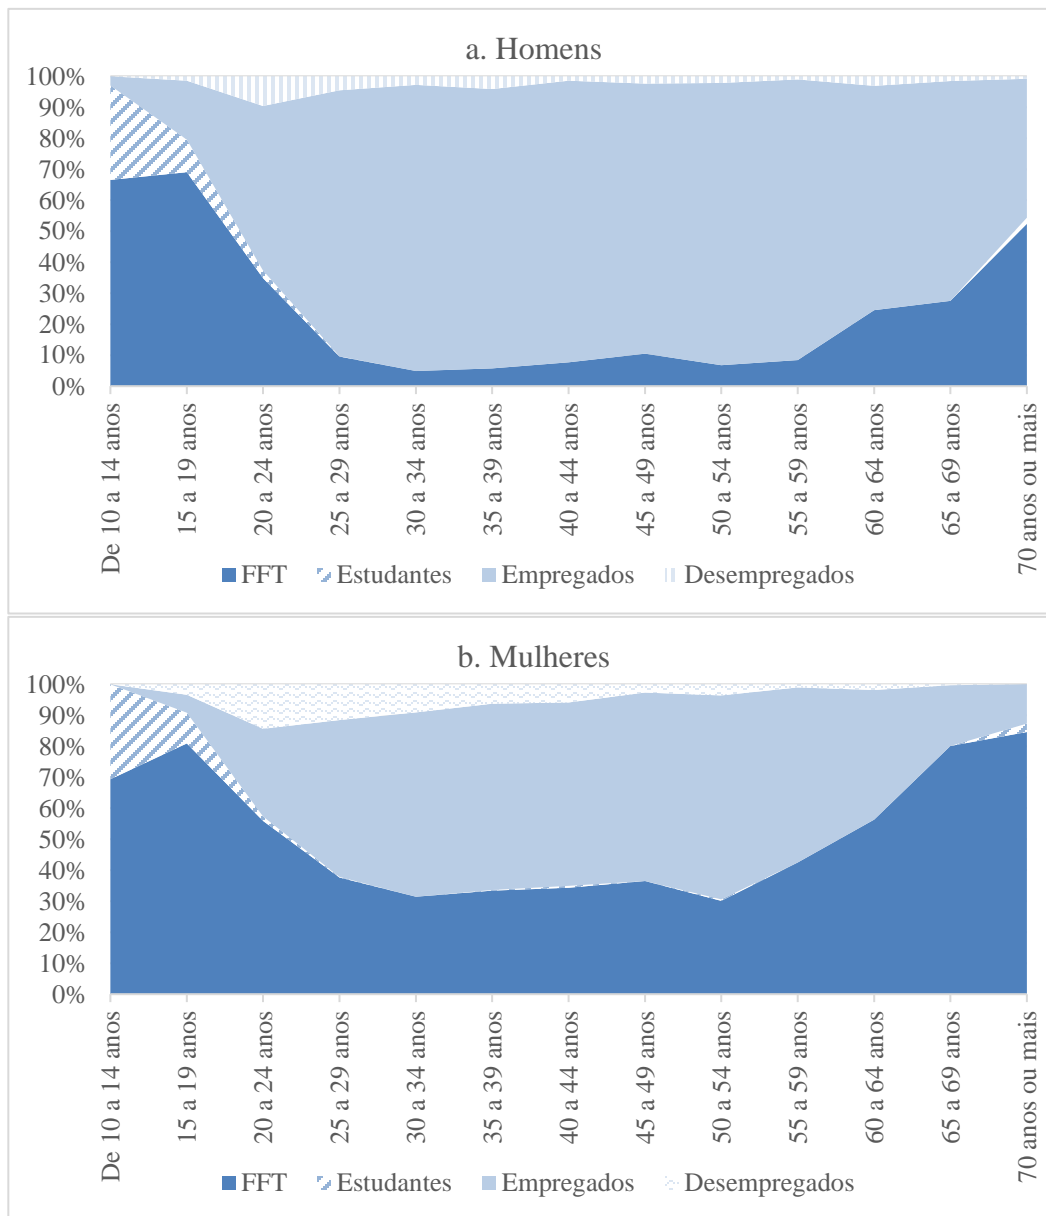 a. Homens
100%
90%
80%
70%
60%
50%
40%
30%
20%
10%
0%
De 10 a 14 anos
15 a 19 anos
20 a 24 anos
25 a 29 anos
30 a 34 anos
35 a 39 anos
40 a 44 anos
45 a 49 anos
50 a 54 anos
55 a 59 anos
60 a 64 anos
65 a 69 anos
70 anos ou mais
FFT Estudantes Empregados Desempregados
b. Mulheres
100%
90%
80%
70%
60%
50%
40%
30%
20%
10%
0%
De 10 a 14 anos
15 a 19 anos
20 a 24 anos
25 a 29 anos
30 a 34 anos
35 a 39 anos
40 a 44 anos
45 a 49 anos
50 a 54 anos
55 a 59 anos
60 a 64 anos
65 a 69 anos
70 anos ou mais
FFT Estudantes Empregados Desempregados